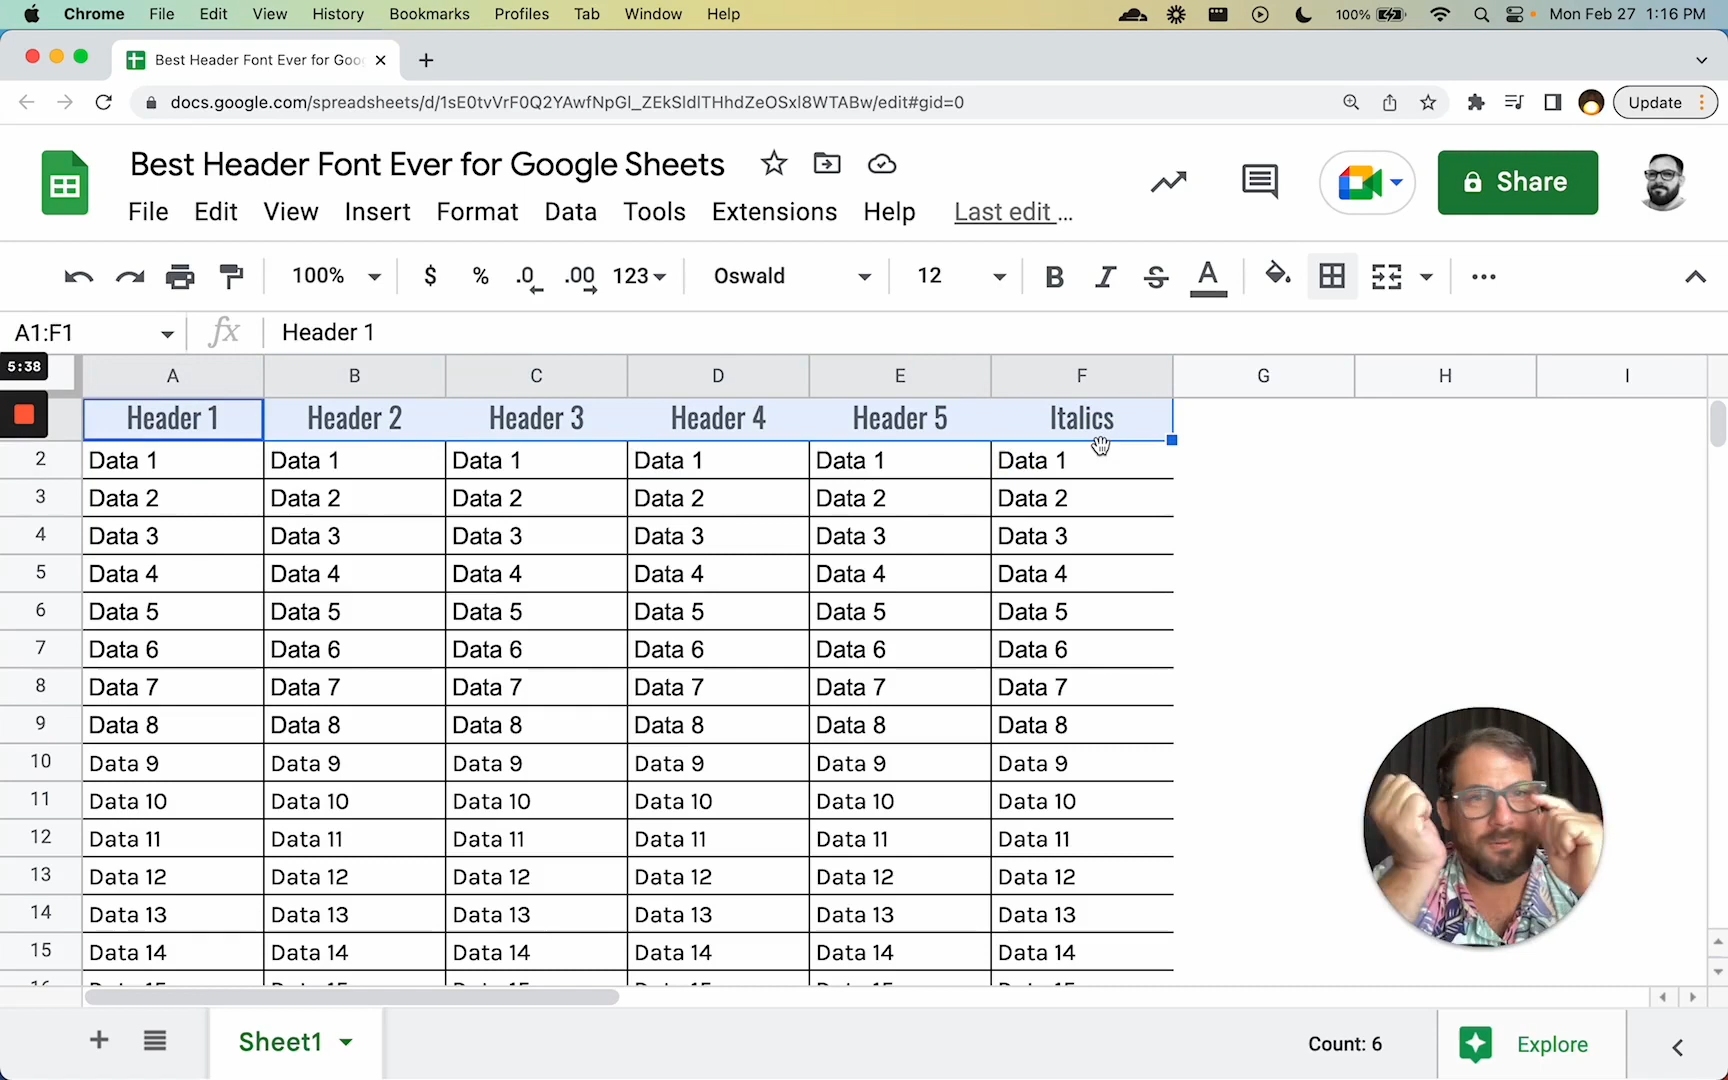 Chrome File Edit View History Bookmarks Profiles Tab Window Help 100% Mon Feb 27 1:16 PM
Best Header Font Ever for Goo
docs.google.com/spreadsheets/d/1sE0tvVrF0Q2YAwfNpGl_ZEkSldlTHhdZeOSxl8WTABw/edit#gid=0 Update
Best Header Font Ever for Google Sheets
File Edit View Insert Format Data Tools Extensions Help Last edit ...
Share
100% $ % .0 .00 123 Oswald 12 B I S A
A1:F1 fx Header 1
5:38
A B C D E F G H I
Header 1 Header 2 Header 3 Header 4 Header 5 Italics
2 Data 1 Data 1 Data 1 Data 1 Data 1 Data 1
3 Data 2 Data 2 Data 2 Data 2 Data 2 Data 2
4 Data 3 Data 3 Data 3 Data 3 Data 3 Data 3
5 Data 4 Data 4 Data 4 Data 4 Data 4 Data 4
6 Data 5 Data 5 Data 5 Data 5 Data 5 Data 5
7 Data 6 Data 6 Data 6 Data 6 Data 6 Data 6
8 Data 7 Data 7 Data 7 Data 7 Data 7 Data 7
9 Data 8 Data 8 Data 8 Data 8 Data 8 Data 8
10 Data 9 Data 9 Data 9 Data 9 Data 9 Data 9
11 Data 10 Data 10 Data 10 Data 10 Data 10 Data 10
12 Data 11 Data 11 Data 11 Data 11 Data 11 Data 11
13 Data 12 Data 12 Data 12 Data 12 Data 12 Data 12
14 Data 13 Data 13 Data 13 Data 13 Data 13 Data 13
15 Data 14 Data 14 Data 14 Data 14 Data 14 Data 14
Sheet1 Count: 6 Explore